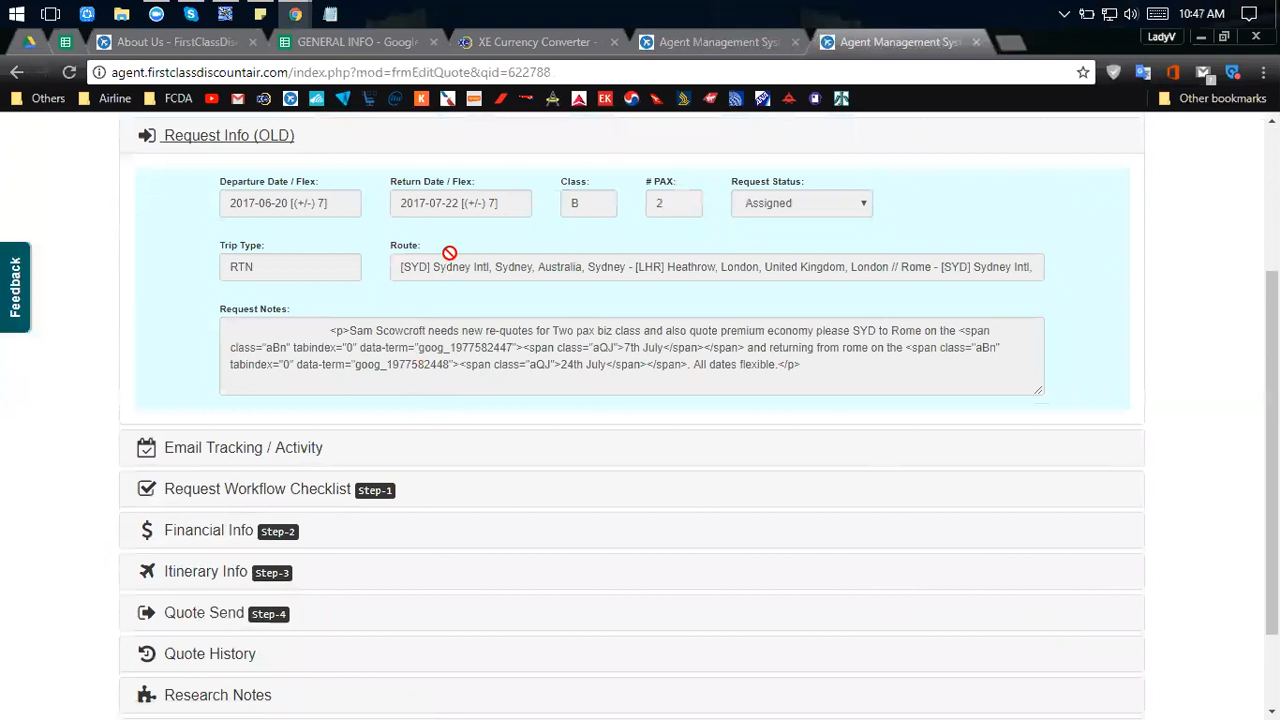 10:47 AM
About Us - FirstClassDis
GENERAL INFO - Google
XE Currency Converter -
Agent Management Sys
Agent Management Sys
LadyV
agent.firstclassdiscountair.com/index.php?mod=frmEditQuote&qid=622788
Others
Airline
FCDA
EK
Other bookmarks
Request Info (OLD)
Departure Date / Flex:
Return Date / Flex:
Class:
# PAX:
Request Status:
2017-06-20 [(+/-) 7]
2017-07-22 [(+/-) 7]
B
2
Assigned
Trip Type:
Route:
RTN
[SYD] Sydney Intl, Sydney, Australia, Sydney - [LHR] Heathrow, London, United Kingdom, London // Rome - [SYD] Sydney Intl,
Request Notes:
<p>Sam Scowcroft needs new re-quotes for Two pax biz class and also quote premium economy please SYD to Rome on the <span
class="aBn" tabindex="0" data-term="goog_1977582447"><span class="aQJ">7th July</span></span> and returning from rome on the <span class="aBn"
tabindex="0" data-term="goog_1977582448"><span class="aQJ">24th July</span></span>. All dates flexible.</p>
Feedback
Email Tracking / Activity
Request Workflow Checklist Step-1
Financial Info Step-2
Itinerary Info Step-3
Quote Send Step-4
Quote History
Research Notes